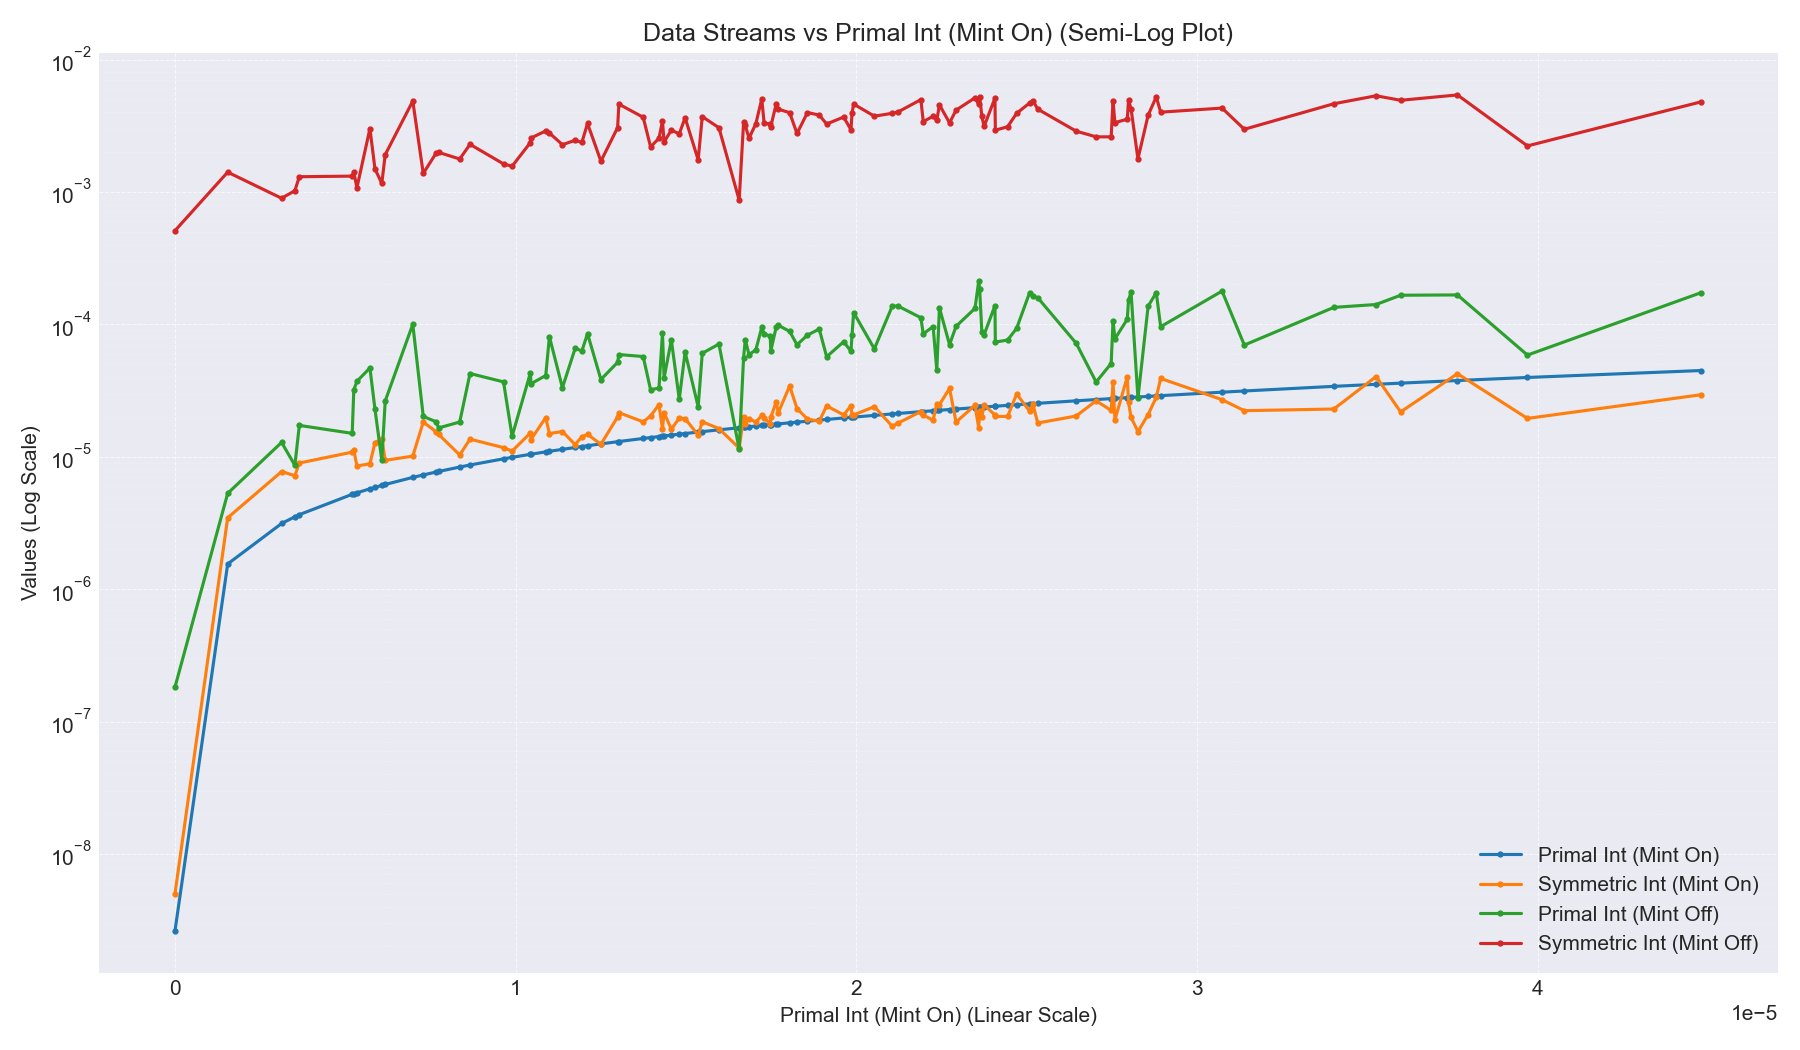 Data Streams vs Primal Int (Mint On) (Semi-Log Plot)
Values (Log Scale)
10⁻²
10⁻³
10⁻⁴
10⁻⁵
10⁻⁶
10⁻⁷
10⁻⁸
Primal Int (Mint On)
Symmetric Int (Mint On)
Primal Int (Mint Off)
Symmetric Int (Mint Off)
0 1 2 3 4
1e−5
Primal Int (Mint On) (Linear Scale)